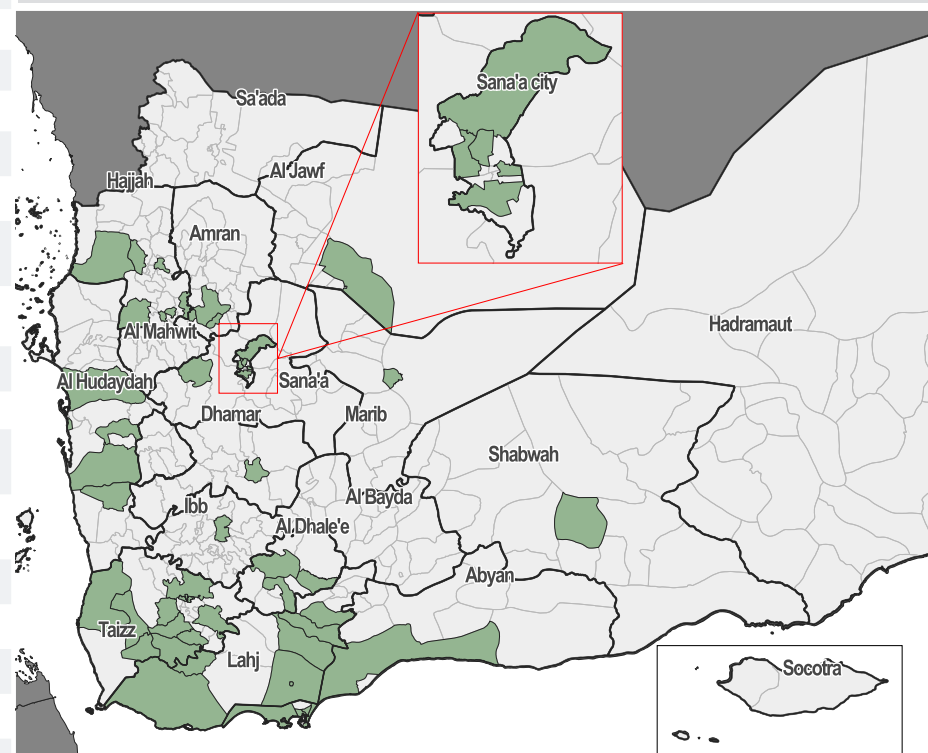 Sana'a city
Sa'ada
Al Jawf
Hajjah
Amran
Al Mahwit
Hadramaut
Al Hudaydah
Sana'a
Dhamar
Marib
Shabwah
Al Bayda
Ibb
Al Dhale'e
Abyan
Taizz
Lahj
Socotra